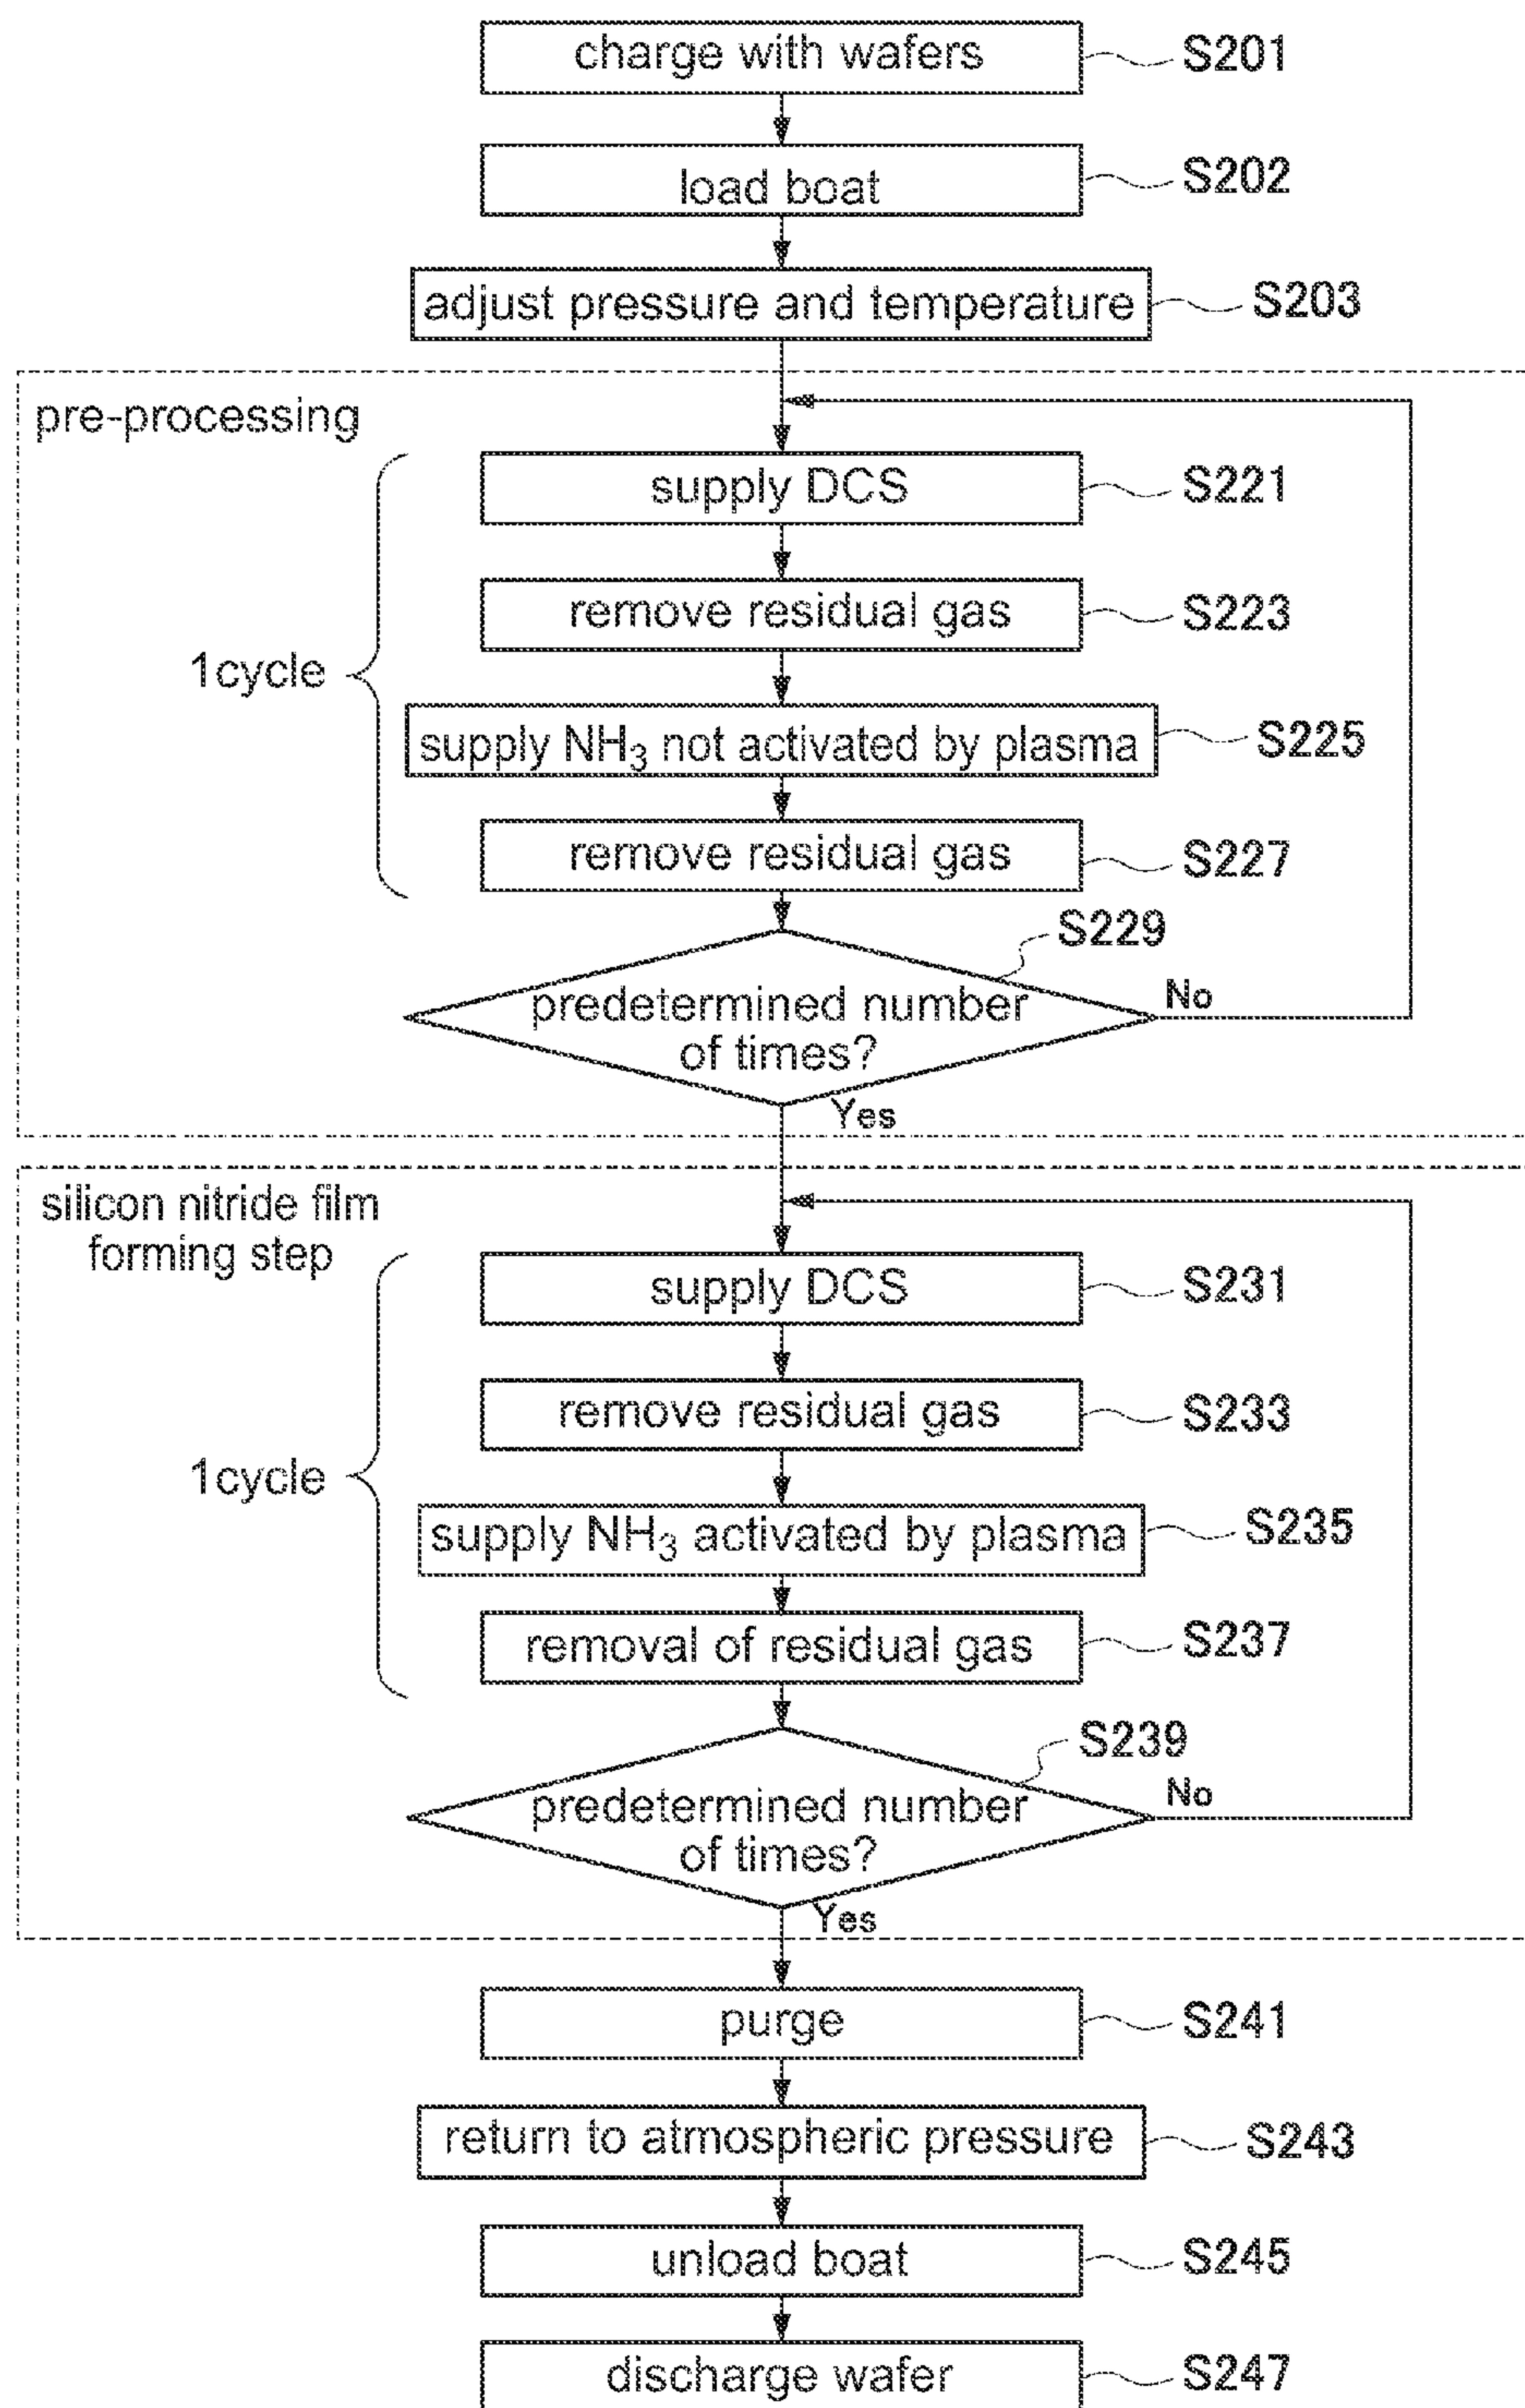 charge with wafers S201
load boat S202
adjust pressure and temperature S203
pre-processing
supply DCS S221
remove residual gas S223
1cycle
supply NH₃ not activated by plasma S225
remove residual gas S227
S229
predetermined number No
of times?
Yes
silicon nitride film
forming step
supply DCS S231
remove residual gas S233
1cycle
supply NH₃ activated by plasma S235
removal of residual gas S237
S239
predetermined number No
of times?
Yes
purge S241
return to atmospheric pressure S243
unload boat S245
discharge wafer S247